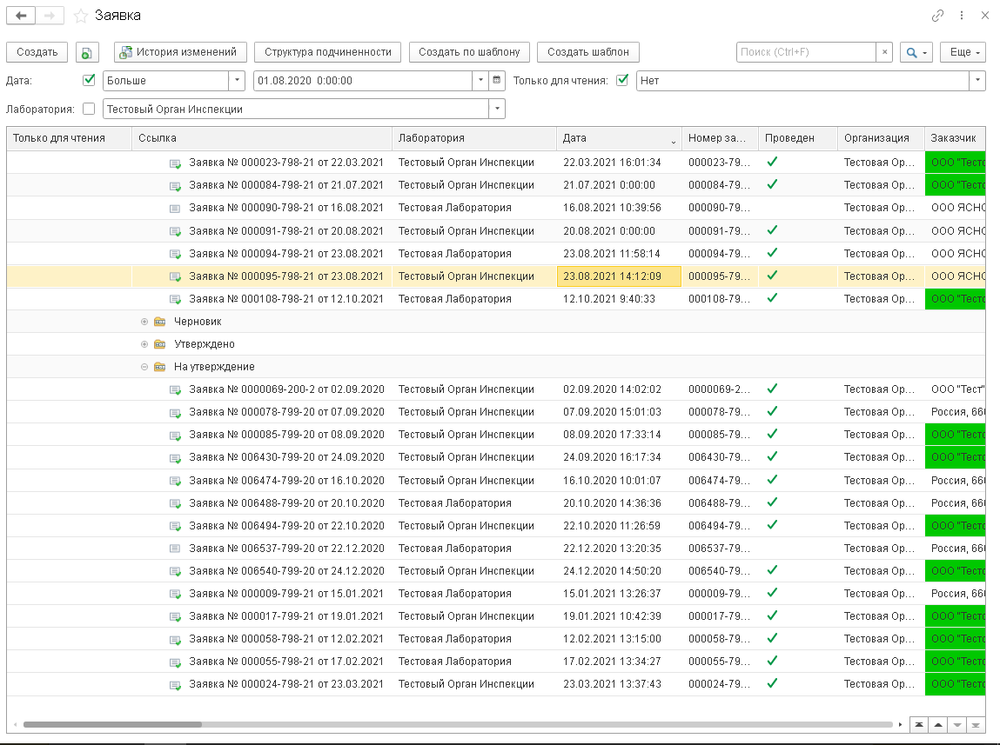 Заявка
Создать История изменений Структура подчиненности Создать по шаблону Создать шаблон Поиск (Ctrl+F) × Еще
Дата: Больше 01.08.2020 0:00:00 Только для чтения: Нет
Лаборатория: Тестовый Орган Инспекции
Только для чтения Ссылка Лаборатория Дата Номер за... Проведен Организация Заказчик
Заявка № 000023-798-21 от 22.03.2021 Тестовый Орган Инспекции 22.03.2021 16:01:34 000023-79... Тестовая Ор... ООО "Тесто
Заявка № 000084-798-21 от 21.07.2021 Тестовый Орган Инспекции 21.07.2021 0:00:00 000084-79... Тестовая Ор... ООО "Тесто
Заявка № 000090-798-21 от 16.08.2021 Тестовая Лаборатория 16.08.2021 10:39:56 000090-79... Тестовая Ор... ООО ЯСНО
Заявка № 000091-798-21 от 20.08.2021 Тестовый Орган Инспекции 20.08.2021 0:00:00 000091-79... Тестовая Ор... ООО ЯСНО
Заявка № 000094-798-21 от 23.08.2021 Тестовая Лаборатория 23.08.2021 11:58:14 000094-79... Тестовая Ор... ООО ЯСНО
Заявка № 000095-798-21 от 23.08.2021 Тестовый Орган Инспекции 23.08.2021 14:12:09 000095-79... Тестовая Ор... ООО ЯСНО
Заявка № 000108-798-21 от 12.10.2021 Тестовая Лаборатория 12.10.2021 9:40:33 000108-79... Тестовая Ор... ООО "Тесто
Черновик
Утверждено
На утверждение
Заявка № 0000069-200-2 от 02.09.2020 Тестовый Орган Инспекции 02.09.2020 14:02:02 0000069-2... Тестовая Ор... ООО "Тест"
Заявка № 000078-799-20 от 07.09.2020 Тестовый Орган Инспекции 07.09.2020 15:01:03 000078-79... Тестовая Ор... Россия, 660
Заявка № 000085-799-20 от 08.09.2020 Тестовый Орган Инспекции 08.09.2020 17:33:14 000085-79... Тестовая Ор... ООО "Тесто
Заявка № 006430-799-20 от 24.09.2020 Тестовый Орган Инспекции 24.09.2020 16:17:34 006430-79... Тестовая Ор... ООО "Тесто
Заявка № 006474-799-20 от 16.10.2020 Тестовый Орган Инспекции 16.10.2020 10:01:07 006474-79... Тестовая Ор... Россия, 660
Заявка № 006488-799-20 от 20.10.2020 Тестовая Лаборатория 20.10.2020 14:36:36 006488-79... Тестовая Ор... Россия, 660
Заявка № 006494-799-20 от 22.10.2020 Тестовый Орган Инспекции 22.10.2020 11:26:59 006494-79... Тестовая Ор... ООО "Тесто
Заявка № 006537-799-20 от 22.12.2020 Тестовая Лаборатория 22.12.2020 13:20:35 006537-79... Тестовая Ор... Россия, 660
Заявка № 006540-799-20 от 24.12.2020 Тестовый Орган Инспекции 24.12.2020 14:50:20 006540-79... Тестовая Ор... ООО "Тесто
Заявка № 000009-799-21 от 15.01.2021 Тестовая Лаборатория 15.01.2021 13:26:37 000009-79... Тестовая Ор... Россия, 660
Заявка № 000017-799-21 от 19.01.2021 Тестовый Орган Инспекции 19.01.2021 10:42:39 000017-79... Тестовая Ор... ООО "Тесто
Заявка № 000058-798-21 от 12.02.2021 Тестовая Лаборатория 12.02.2021 13:15:00 000058-79... Тестовая Ор... ООО "Тесто
Заявка № 000055-798-21 от 17.02.2021 Тестовая Лаборатория 17.02.2021 13:34:27 000055-79... Тестовая Ор... ООО "Тесто
Заявка № 000024-798-21 от 23.03.2021 Тестовый Орган Инспекции 23.03.2021 13:37:43 000024-79... Тестовая Ор... ООО "Тесто